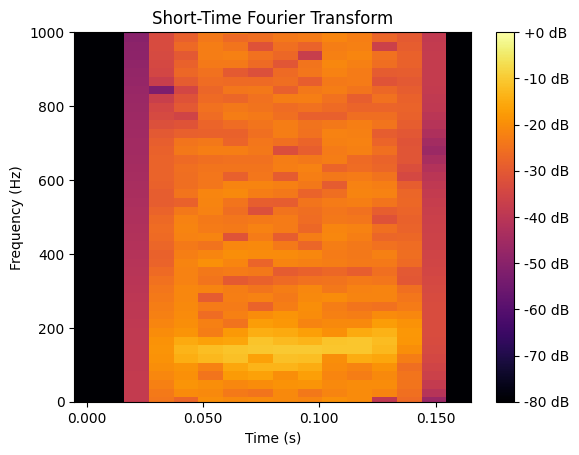 Short-Time Fourier Transform
1000
800
600
400
200
0
Frequency (Hz)
0.000
0.050
0.100
0.150
Time (s)
+0 dB
-10 dB
-20 dB
-30 dB
-40 dB
-50 dB
-60 dB
-70 dB
-80 dB